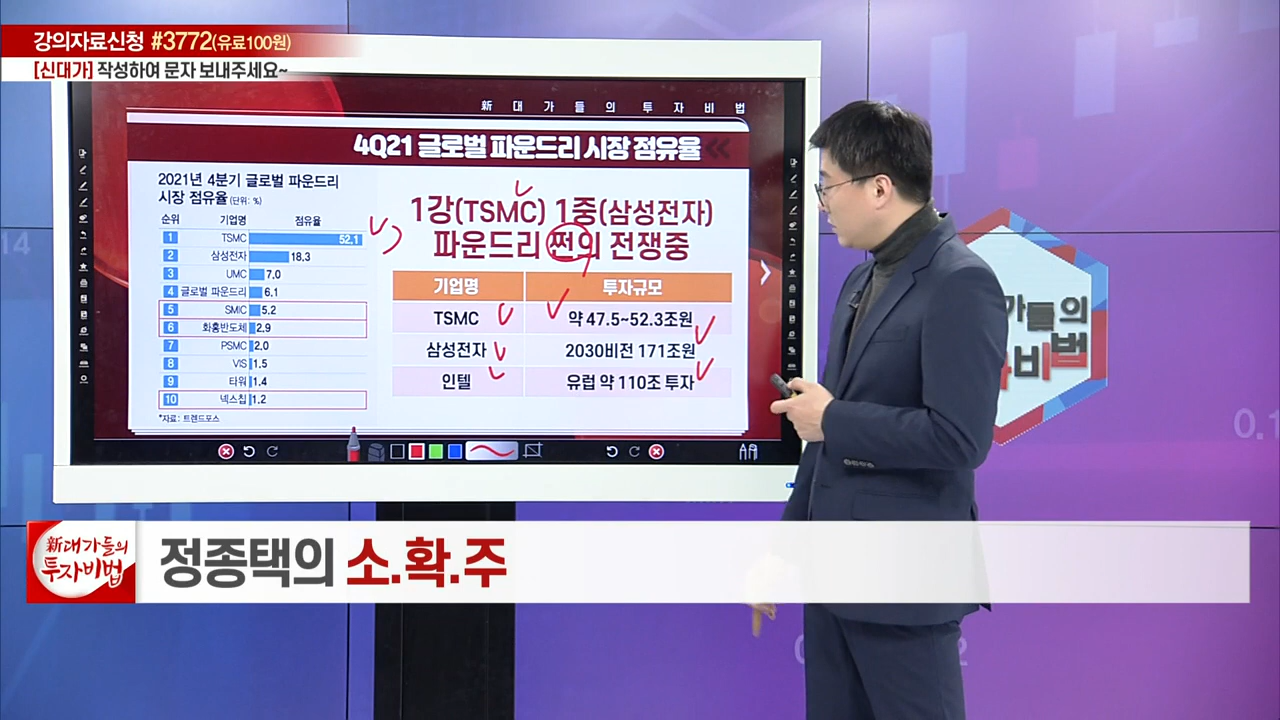 강의자료신청 #3772(유료100원)
[신대가] 작성하여 문자 보내주세요~
新 대 가 들 의 투 자 비 법
4Q21 글로벌 파운드리 시장 점유율
2021년 4분기 글로벌 파운드리
시장 점유율 (단위: %)
순위 기업명 점유율
1 TSMC 52.1
2 삼성전자 18.3
3 UMC 7.0
4 글로벌 파운드리 6.1
5 SMIC 5.2
6 화홍반도체 2.9
7 PSMC 2.0
8 VIS 1.5
9 타워 1.4
10 넥스칩 1.2
*자료: 트렌드포스
1강(TSMC) 1중(삼성전자)
파운드리 쩐의 전쟁중
기업명 투자규모
TSMC 약 47.5~52.3조원
삼성전자 2030비전 171조원
인텔 유럽 약 110조 투자
가들의
비법
14
0.1
2
新대가들의
투자비법
정종택의 소.확.주